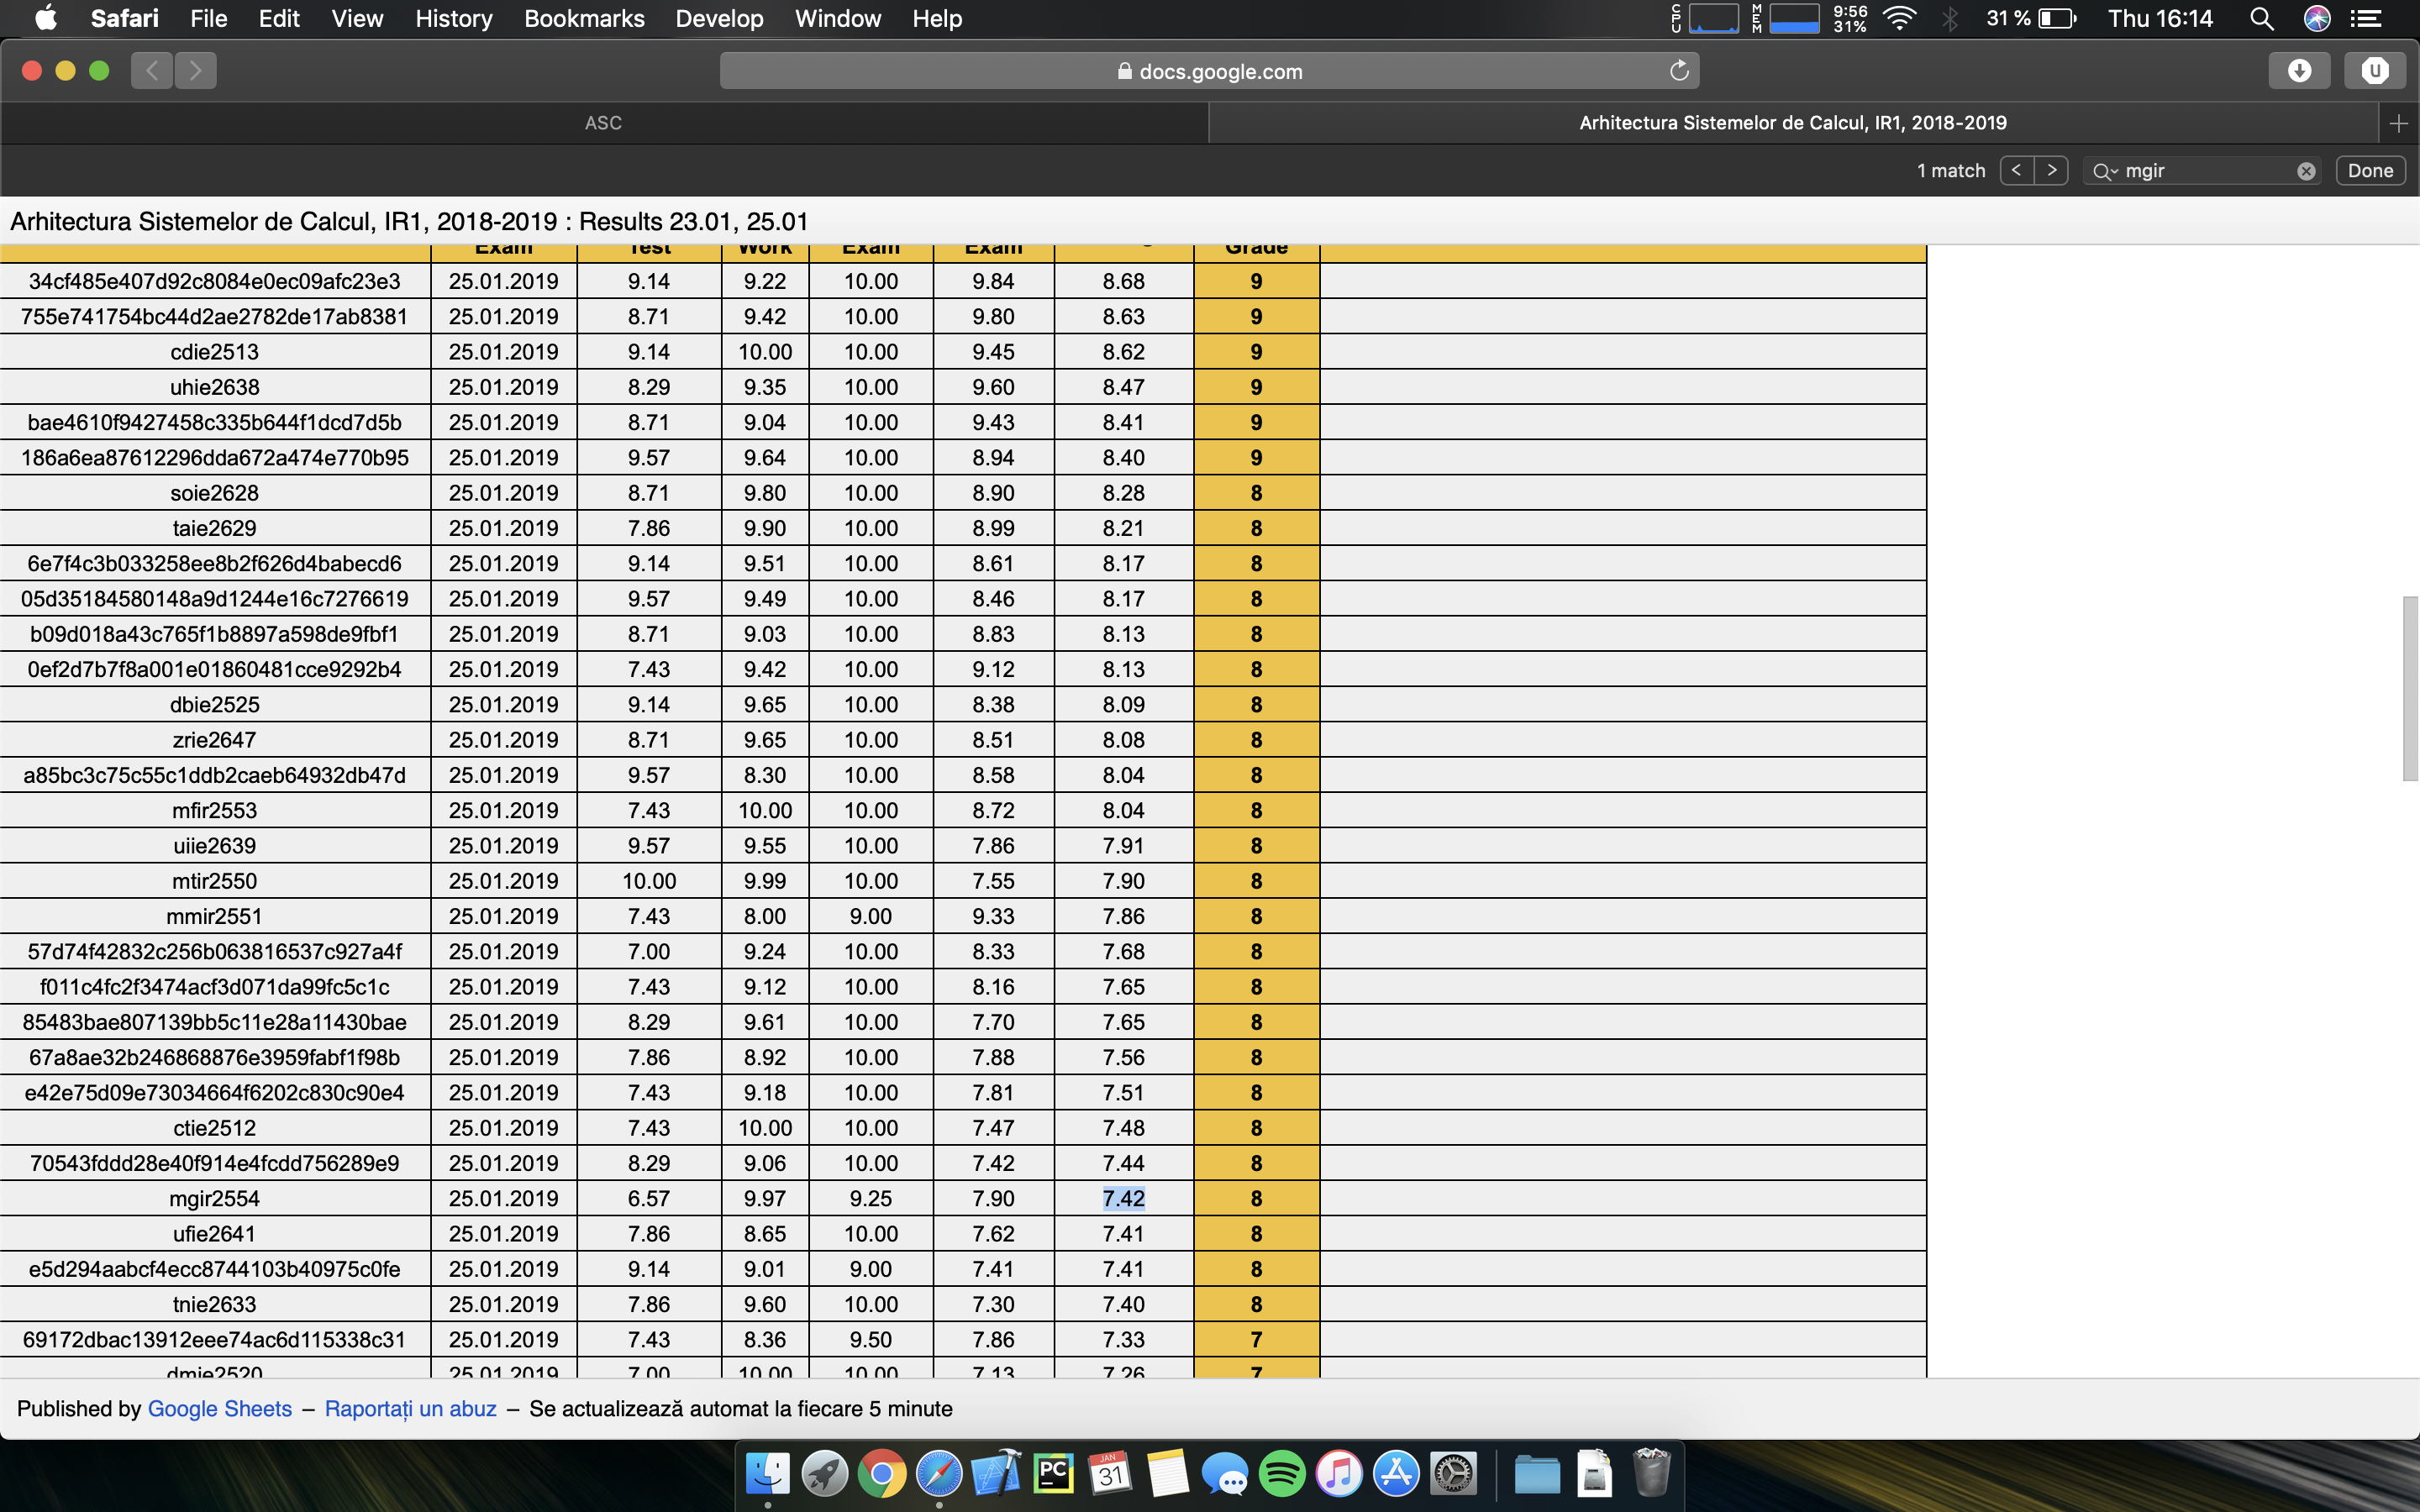 Safari File Edit View History Bookmarks Develop Window Help CPU MEM 9:56 31% 31 % Thu 16:14
docs.google.com U
ASC Arhitectura Sistemelor de Calcul, IR1, 2018-2019 +
1 match < > mgir Done
Arhitectura Sistemelor de Calcul, IR1, 2018-2019 : Results 23.01, 25.01
Exam Test Work Exam Exam Grade
34cf485e407d92c8084e0ec09afc23e3 25.01.2019 9.14 9.22 10.00 9.84 8.68 9
755e741754bc44d2ae2782de17ab8381 25.01.2019 8.71 9.42 10.00 9.80 8.63 9
cdie2513 25.01.2019 9.14 10.00 10.00 9.45 8.62 9
uhie2638 25.01.2019 8.29 9.35 10.00 9.60 8.47 9
bae4610f9427458c335b644f1dcd7d5b 25.01.2019 8.71 9.04 10.00 9.43 8.41 9
186a6ea87612296dda672a474e770b95 25.01.2019 9.57 9.64 10.00 8.94 8.40 9
soie2628 25.01.2019 8.71 9.80 10.00 8.90 8.28 8
taie2629 25.01.2019 7.86 9.90 10.00 8.99 8.21 8
6e7f4c3b033258ee8b2f626d4babecd6 25.01.2019 9.14 9.51 10.00 8.61 8.17 8
05d35184580148a9d1244e16c7276619 25.01.2019 9.57 9.49 10.00 8.46 8.17 8
b09d018a43c765f1b8897a598de9fbf1 25.01.2019 8.71 9.03 10.00 8.83 8.13 8
0ef2d7b7f8a001e01860481cce9292b4 25.01.2019 7.43 9.42 10.00 9.12 8.13 8
dbie2525 25.01.2019 9.14 9.65 10.00 8.38 8.09 8
zrie2647 25.01.2019 8.71 9.65 10.00 8.51 8.08 8
a85bc3c75c55c1ddb2caeb64932db47d 25.01.2019 9.57 8.30 10.00 8.58 8.04 8
mfir2553 25.01.2019 7.43 10.00 10.00 8.72 8.04 8
uiie2639 25.01.2019 9.57 9.55 10.00 7.86 7.91 8
mtir2550 25.01.2019 10.00 9.99 10.00 7.55 7.90 8
mmir2551 25.01.2019 7.43 8.00 9.00 9.33 7.86 8
57d74f42832c256b063816537c927a4f 25.01.2019 7.00 9.24 10.00 8.33 7.68 8
f011c4fc2f3474acf3d071da99fc5c1c 25.01.2019 7.43 9.12 10.00 8.16 7.65 8
85483bae807139bb5c11e28a11430bae 25.01.2019 8.29 9.61 10.00 7.70 7.65 8
67a8ae32b246868876e3959fabf1f98b 25.01.2019 7.86 8.92 10.00 7.88 7.56 8
e42e75d09e73034664f6202c830c90e4 25.01.2019 7.43 9.18 10.00 7.81 7.51 8
ctie2512 25.01.2019 7.43 10.00 10.00 7.47 7.48 8
70543fddd28e40f914e4fcdd756289e9 25.01.2019 8.29 9.06 10.00 7.42 7.44 8
mgir2554 25.01.2019 6.57 9.97 9.25 7.90 7.42 8
ufie2641 25.01.2019 7.86 8.65 10.00 7.62 7.41 8
e5d294aabcf4ecc8744103b40975c0fe 25.01.2019 9.14 9.01 9.00 7.41 7.41 8
tnie2633 25.01.2019 7.86 9.60 10.00 7.30 7.40 8
69172dbac13912eee74ac6d115338c31 25.01.2019 7.43 8.36 9.50 7.86 7.33 7
dmie2520 25.01.2019 7.00 10.00 10.00 7.13 7.26 7
Published by Google Sheets – Raportați un abuz – Se actualizează automat la fiecare 5 minute
PC JAN 31